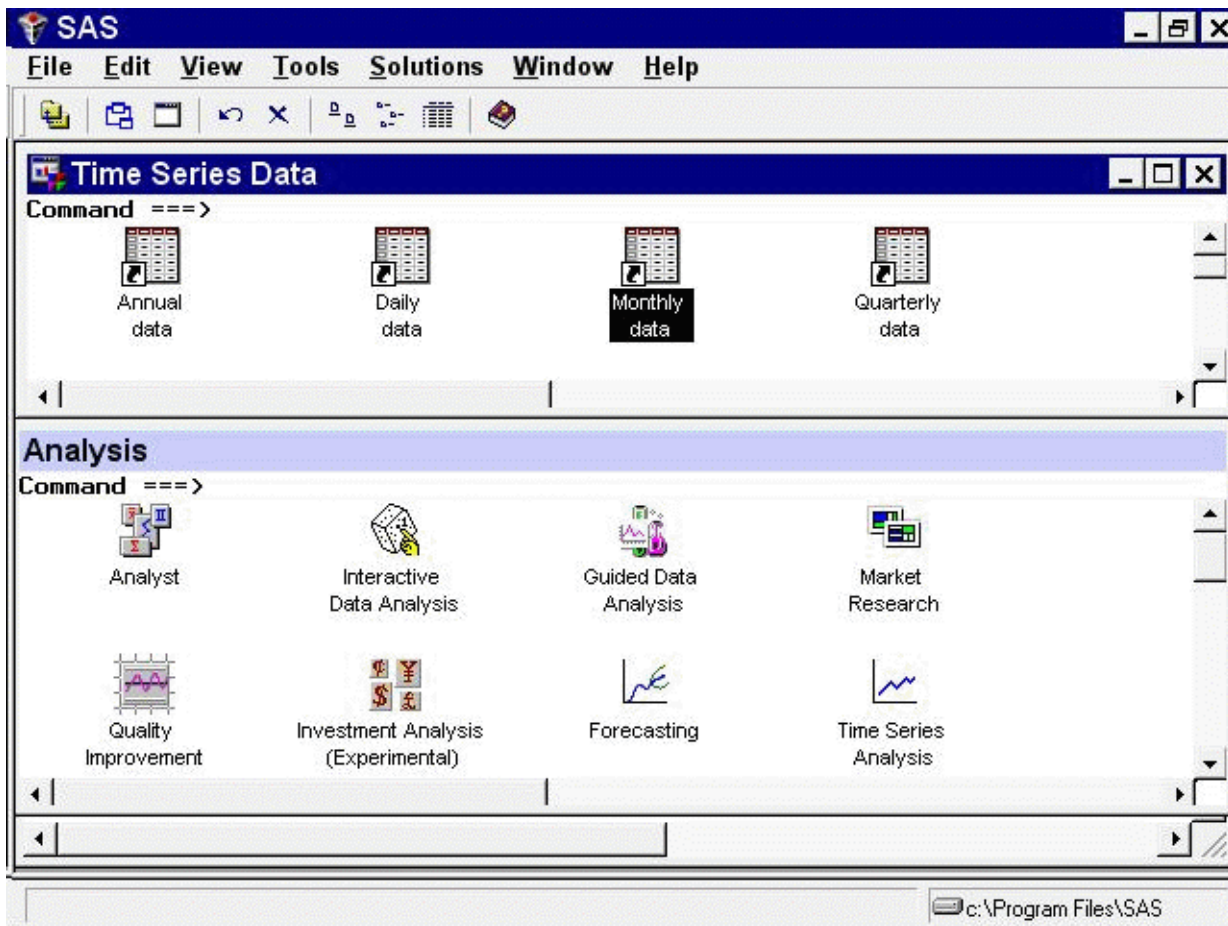 SAS
File Edit View Tools Solutions Window Help
Time Series Data
Command ===>
Annual data
Daily data
Monthly data
Quarterly data
Analysis
Command ===>
Analyst
Interactive Data Analysis
Guided Data Analysis
Market Research
Quality Improvement
Investment Analysis (Experimental)
Forecasting
Time Series Analysis
c:\Program Files\SAS